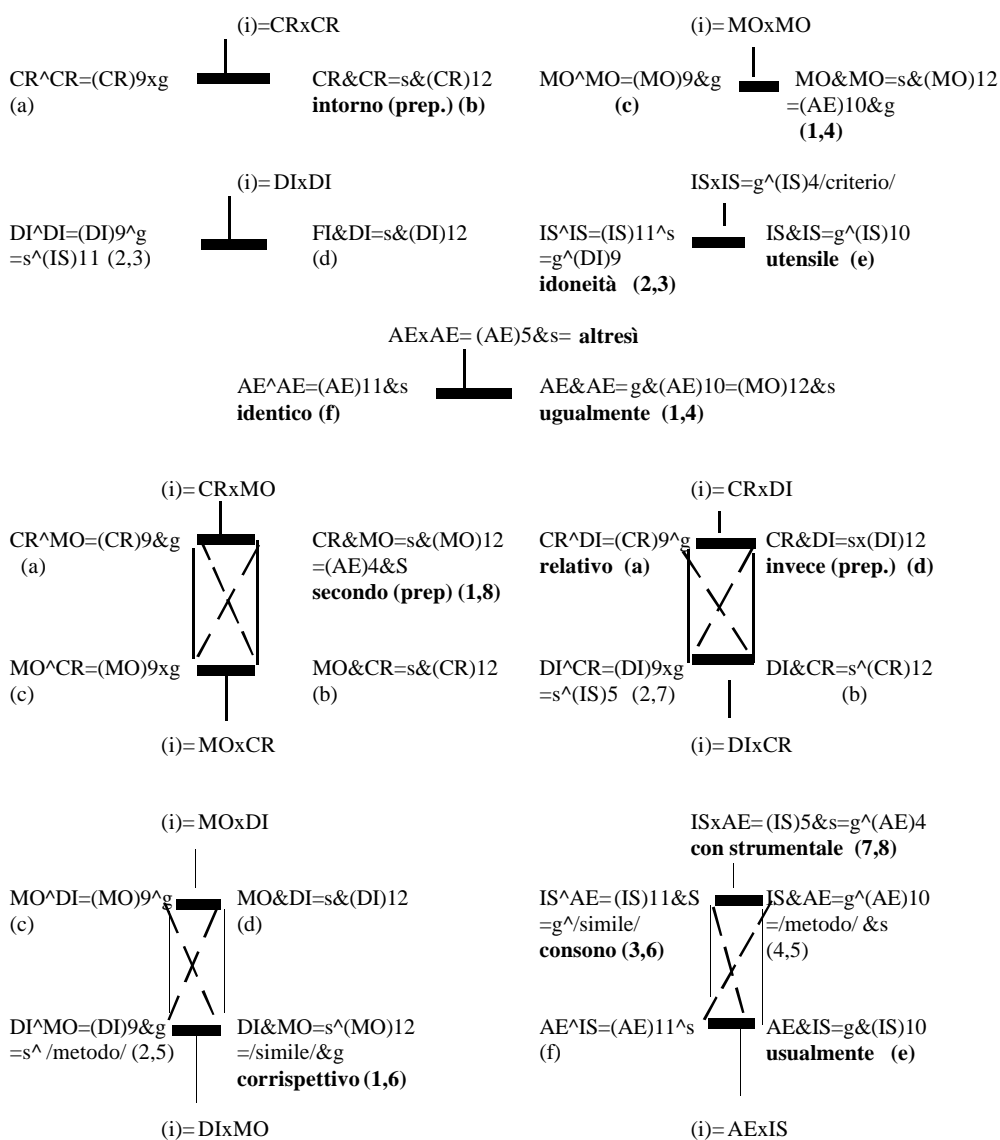 (i)=CRxCR
CR^CR=(CR)9xg
(a)
CR&CR=s&(CR)12
intorno (prep.) (b)
(i)=MOxMO
MO^MO=(MO)9&g
(c)
MO&MO=s&(MO)12
=(AE)10&g
(1,4)
(i)=DIxDI
DI^DI=(DI)9^g
=s^(IS)11 (2,3)
FI&DI=s&(DI)12
(d)
ISxIS=g^(IS)4/criterio/
IS^IS=(IS)11^s
=g^(DI)9
idoneità (2,3)
IS&IS=g^(IS)10
utensile (e)
AExAE=(AE)5&s= altresì
AE^AE=(AE)11&s
identico (f)
AE&AE=g&(AE)10=(MO)12&s
ugualmente (1,4)
(i)=CRxMO
CR^MO=(CR)9&g
(a)
CR&MO=s&(MO)12
=(AE)4&S
secondo (prep) (1,8)
MO^CR=(MO)9xg
(c)
MO&CR=s&(CR)12
(b)
(i)=MOxCR
(i)=CRxDI
CR^DI=(CR)9^g
relativo (a)
CR&DI=sx(DI)12
invece (prep.) (d)
DI^CR=(DI)9xg
=s^(IS)5 (2,7)
DI&CR=s^(CR)12
(b)
(i)=DIxCR
(i)=MOxDI
MO^DI=(MO)9^g
(c)
MO&DI=s&(DI)12
(d)
DI^MO=(DI)9&g
=s^ /metodo/ (2,5)
DI&MO=s^(MO)12
=/simile/&g
corrispettivo (1,6)
(i)=DIxMO
ISxAE=(IS)5&s=g^(AE)4
con strumentale (7,8)
IS^AE=(IS)11&S
=g^/simile/
consono (3,6)
IS&AE=g^(AE)10
=/metodo/ &s
(4,5)
AE^IS=(AE)11^s
(f)
AE&IS=g&(IS)10
usualmente (e)
(i)=AExIS